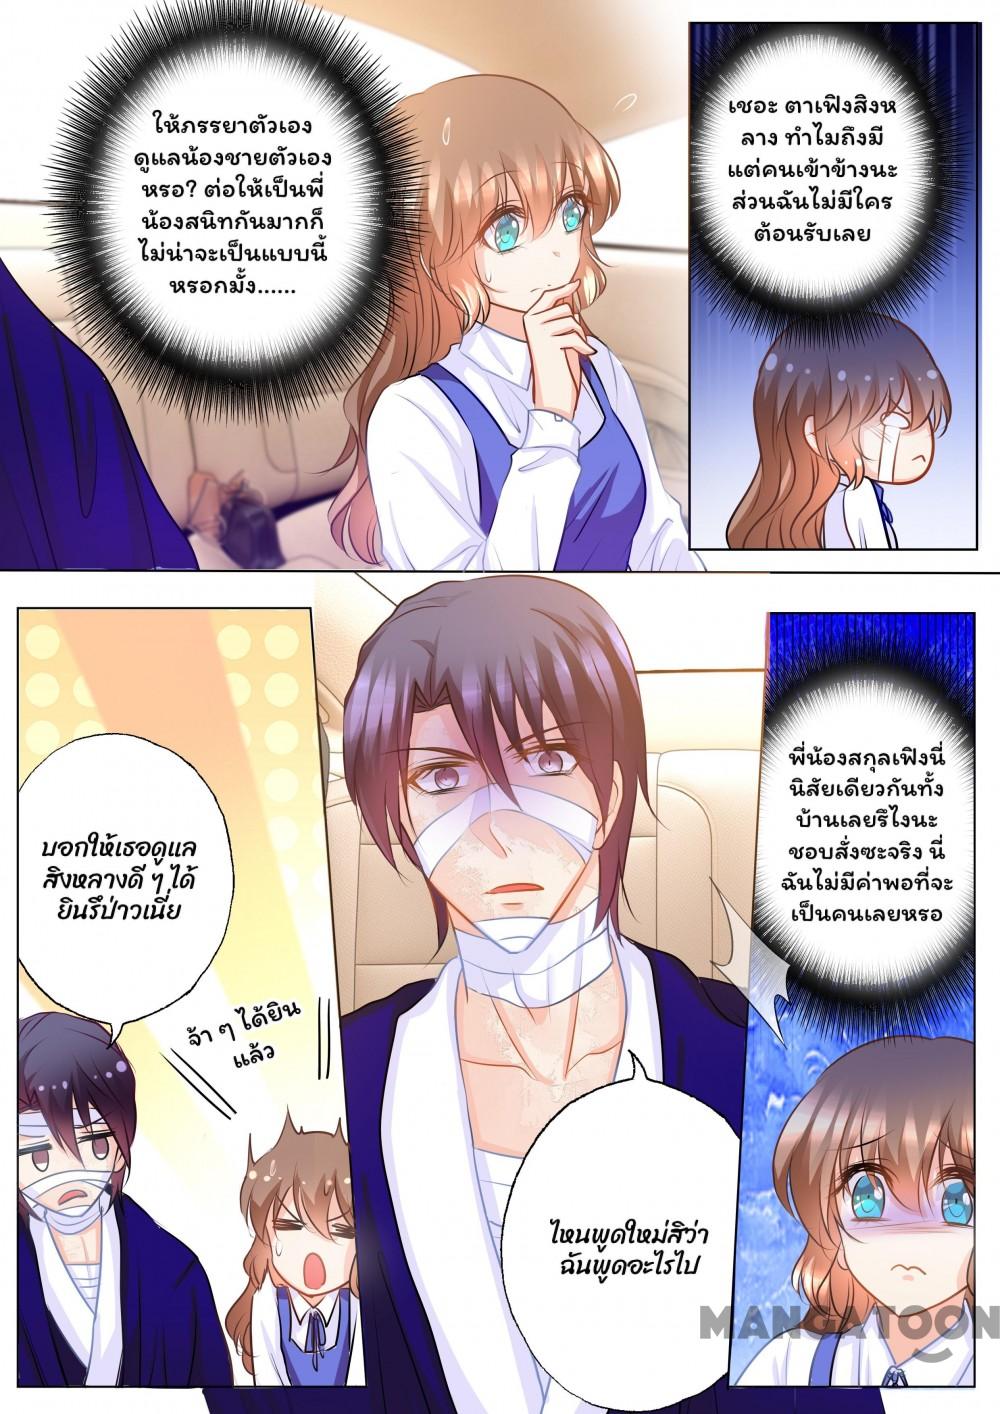 ให้ภรรยาตัวเอง
ดูแลน้องชายตัวเอง
หรอ? ต่อให้เป็นพี่
น้องสนิทกันมากก็
ไม่น่าจะเป็นแบบนี้
หรอกมั้ง......
เชอะ ตาเฟิงสิงห
ลาง ทำไมถึงมี
แต่คนเข้าข้างนะ
ส่วนฉันไม่มีใคร
ต้อนรับเลย
บอกให้เธอดูแล
สิงหลางดี ๆ ได้
ยินรึป่าวเนี่ย
จ้า ๆ ได้ยิน
แล้ว
พี่น้องสกุลเฟิงนี่
นิสัยเดียวกันทั้ง
บ้านเลยรึไงนะ
ชอบสั่งซะจริง นี่
ฉันไม่มีค่าพอที่จะ
เป็นคนเลยหรอ
ไหนพูดใหม่สิว่า
ฉันพูดอะไรไป
MANGATOON